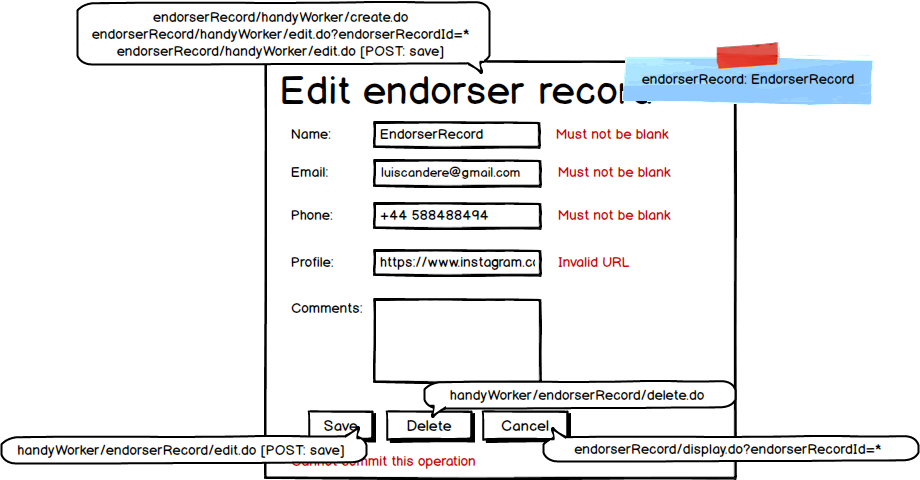 endorserRecord/handyWorker/create.do
endorserRecord/handyWorker/edit.do?endorserRecordId=*
endorserRecord/handyWorker/edit.do [POST: save]
endorserRecord: EndorserRecord
Edit endorser record
Name: EndorserRecord Must not be blank
Email: luiscandere@gmail.com Must not be blank
Phone: +44 588488494 Must not be blank
Profile: https://www.instagram.co Invalid URL
Comments:
handyWorker/endorserRecord/delete.do
Save Delete Cancel
handyWorker/endorserRecord/edit.do [POST: save]
endorserRecord/display.do?endorserRecordId=*
Cannot commit this operation